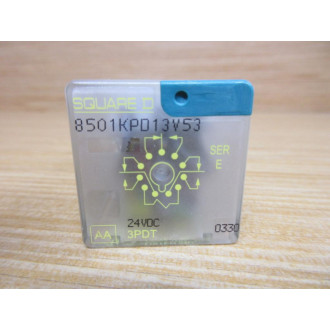 SQUARE D
8501KPD13V53
SER
E
24VDC
3PDT
AA
0330